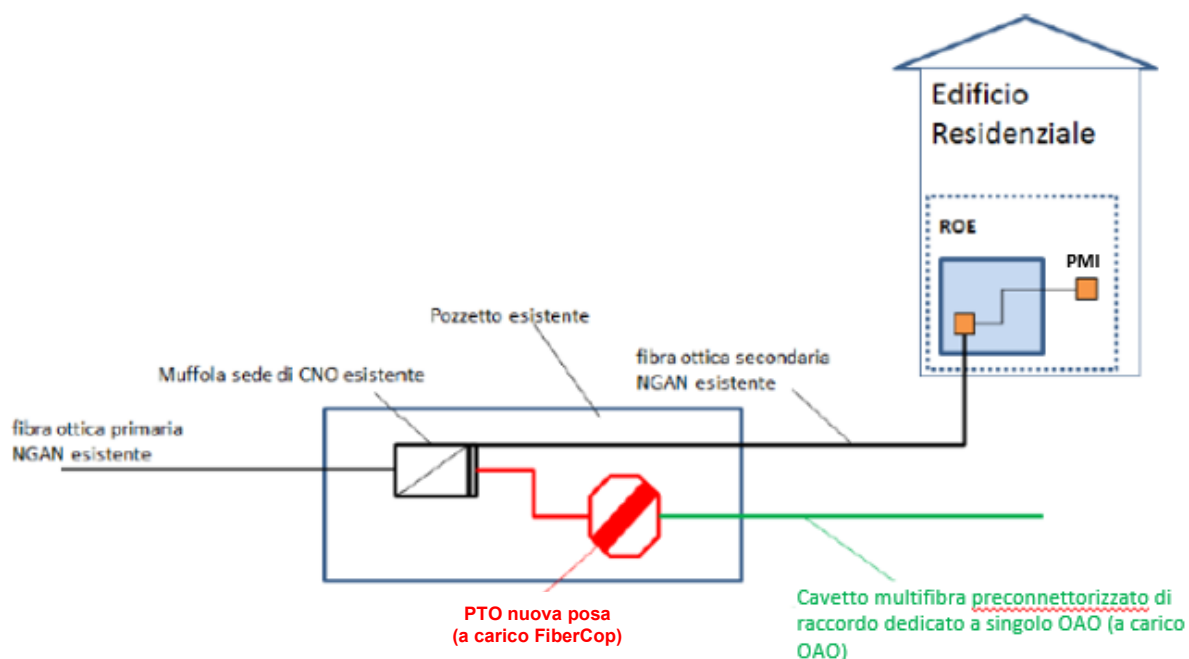 Edificio
Residenziale
ROE
PMI
Pozzetto esistente
fibra ottica secondaria
NGAN esistente
Muffola sede di CNO esistente
fibra ottica primaria
NGAN esistente
PTO nuova posa
(a carico FiberCop)
Cavetto multifibra preconnettorizzato di
raccordo dedicato a singolo OAO (a carico
OAO)